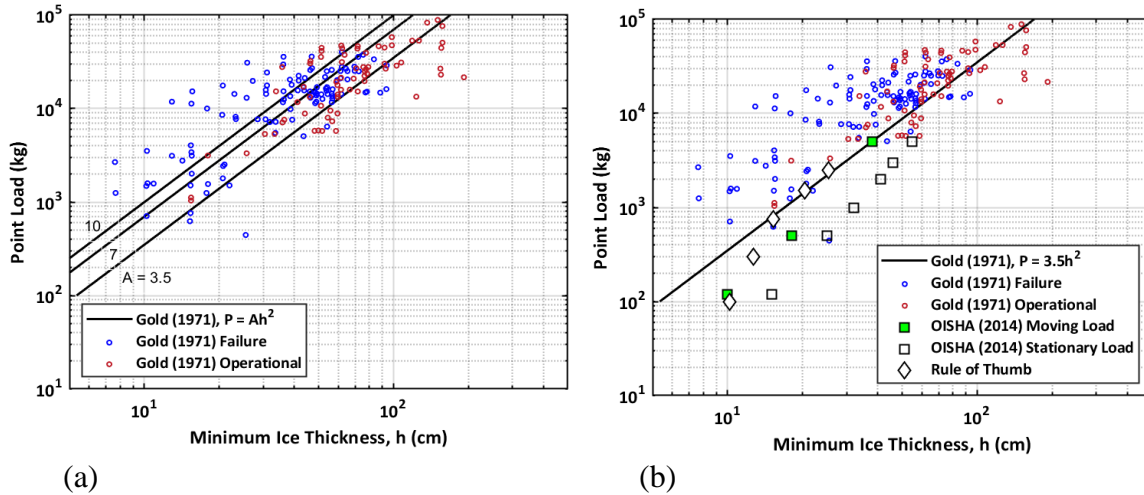 10^5
10^4
10^3
10^2
10^1
Point Load (kg)
10
7
A = 3.5
Gold (1971), P = Ah^2
Gold (1971) Failure
Gold (1971) Operational
10^1
10^2
Minimum Ice Thickness, h (cm)
(a)
10^5
10^4
10^3
10^2
10^1
Point Load (kg)
Gold (1971), P = 3.5h^2
Gold (1971) Failure
Gold (1971) Operational
OISHA (2014) Moving Load
OISHA (2014) Stationary Load
Rule of Thumb
10^1
10^2
Minimum Ice Thickness, h (cm)
(b)